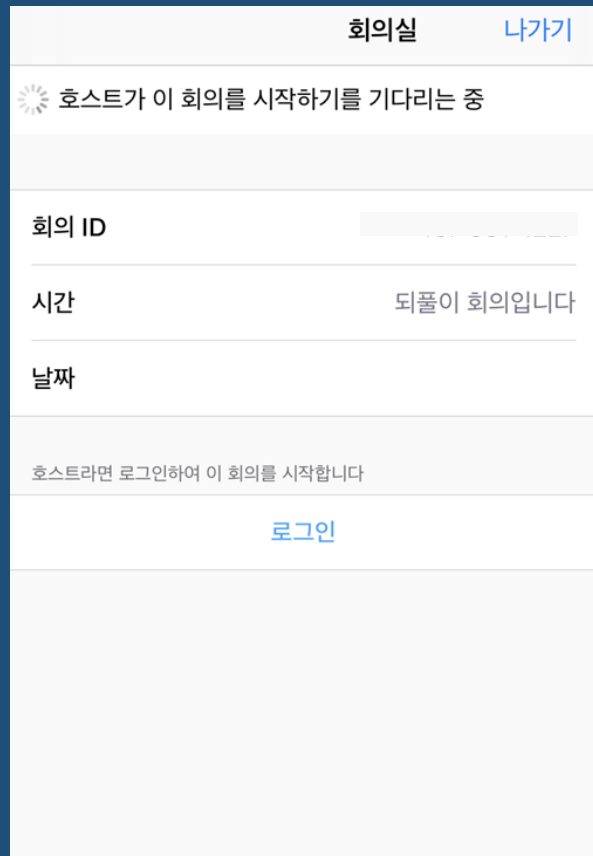 회의실
나가기
호스트가 이 회의를 시작하기를 기다리는 중
회의 ID
시간
되풀이 회의입니다
날짜
호스트라면 로그인하여 이 회의를 시작합니다
로그인